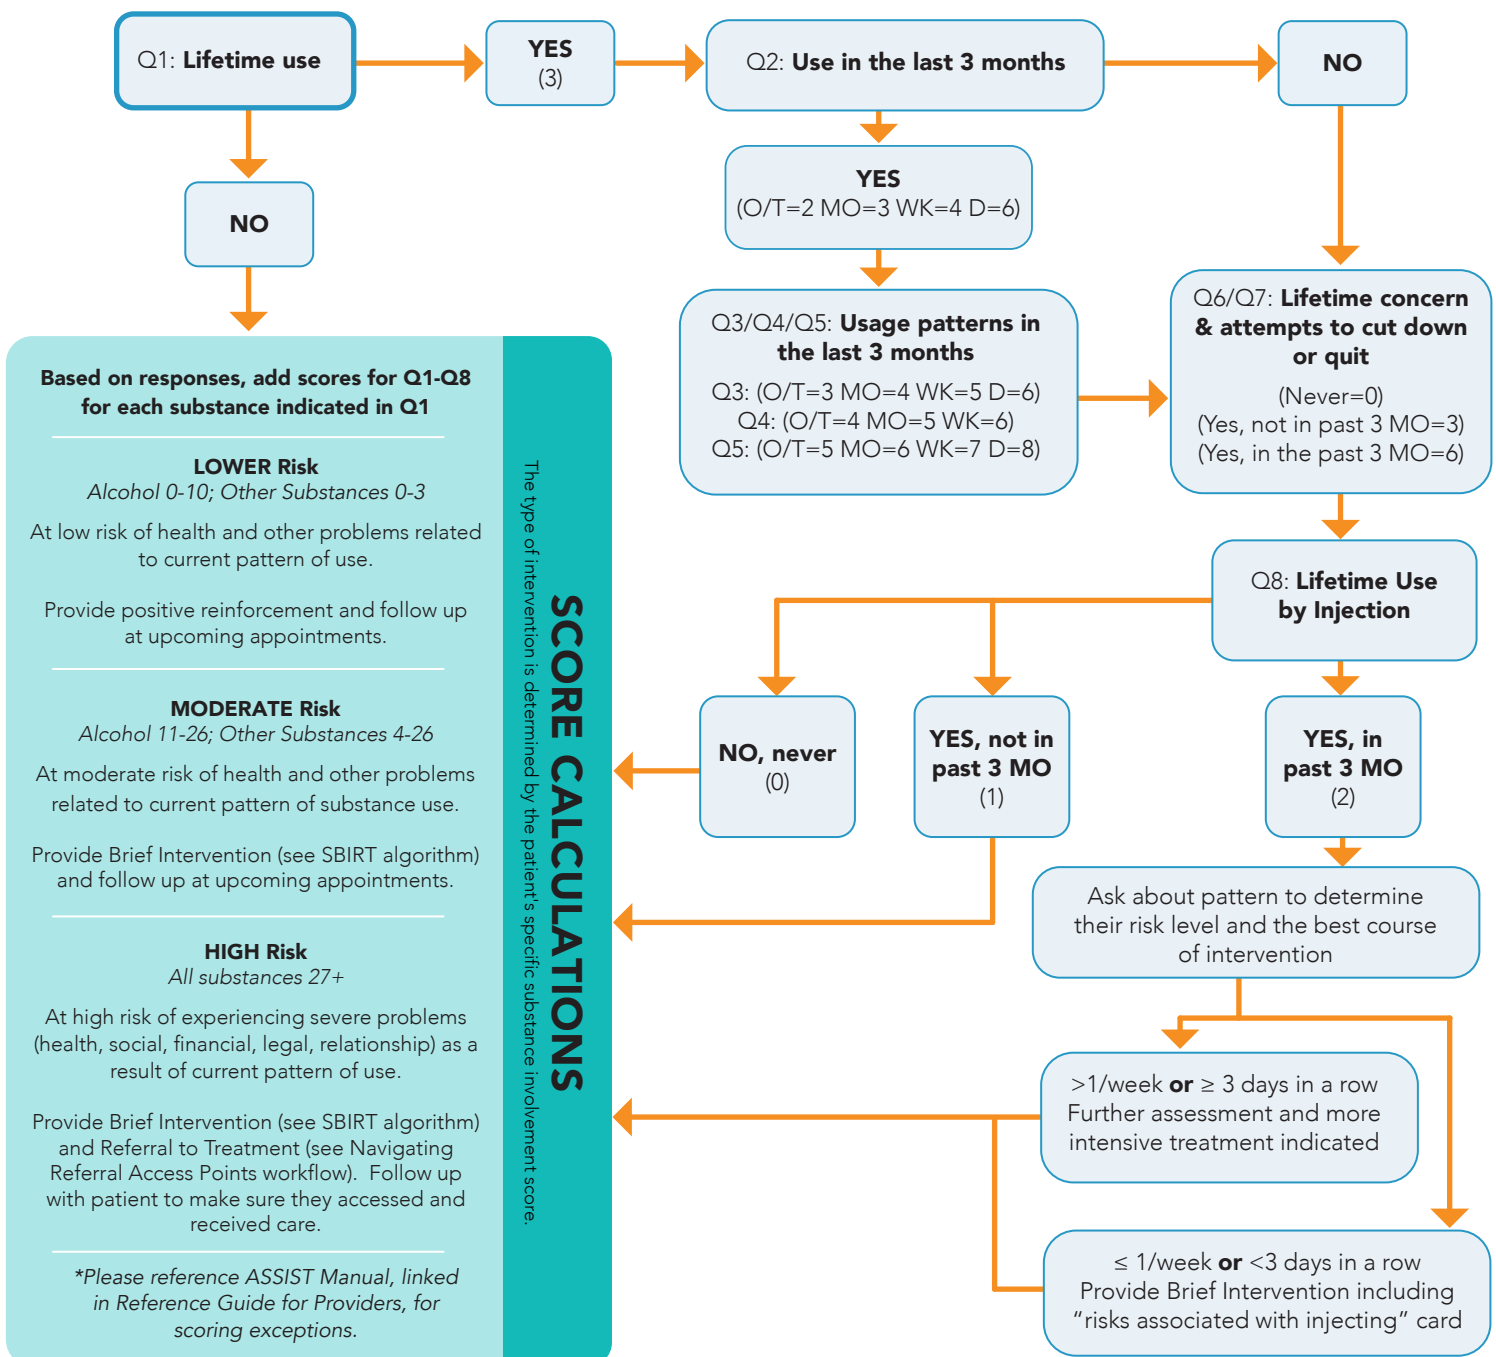 Q1: Lifetime use
YES
(3)
Q2: Use in the last 3 months
NO
NO
YES
(O/T=2 MO=3 WK=4 D=6)
Q3/Q4/Q5: Usage patterns in
the last 3 months
Q3: (O/T=3 MO=4 WK=5 D=6)
Q4: (O/T=4 MO=5 WK=6)
Q5: (O/T=5 MO=6 WK=7 D=8)
Q6/Q7: Lifetime concern
& attempts to cut down
or quit
(Never=0)
(Yes, not in past 3 MO=3)
(Yes, in the past 3 MO=6)
Q8: Lifetime Use
by Injection
NO, never
(0)
YES, not in
past 3 MO
(1)
YES, in
past 3 MO
(2)
Ask about pattern to determine
their risk level and the best course
of intervention
>1/week or ≥ 3 days in a row
Further assessment and more
intensive treatment indicated
≤ 1/week or <3 days in a row
Provide Brief Intervention including
“risks associated with injecting” card
SCORE CALCULATIONS
The type of intervention is determined by the patient's specific substance involvement score.
Based on responses, add scores for Q1-Q8
for each substance indicated in Q1
LOWER Risk
Alcohol 0-10; Other Substances 0-3
At low risk of health and other problems related
to current pattern of use.
Provide positive reinforcement and follow up
at upcoming appointments.
MODERATE Risk
Alcohol 11-26; Other Substances 4-26
At moderate risk of health and other problems
related to current pattern of substance use.
Provide Brief Intervention (see SBIRT algorithm)
and follow up at upcoming appointments.
HIGH Risk
All substances 27+
At high risk of experiencing severe problems
(health, social, financial, legal, relationship) as a
result of current pattern of use.
Provide Brief Intervention (see SBIRT algorithm)
and Referral to Treatment (see Navigating
Referral Access Points workflow). Follow up
with patient to make sure they accessed and
received care.
*Please reference ASSIST Manual, linked
in Reference Guide for Providers, for
scoring exceptions.